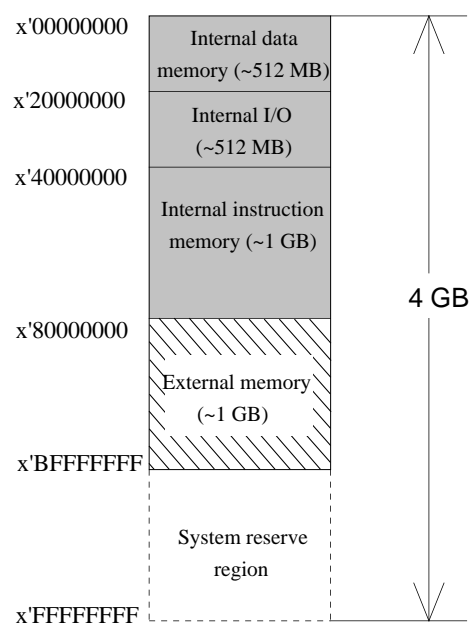 x'00000000
Internal data
memory (~512 MB)
x'20000000
Internal I/O
(~512 MB)
x'40000000
Internal instruction
memory (~1 GB)
4 GB
x'80000000
External memory
(~1 GB)
x'BFFFFFFF
System reserve
region
x'FFFFFFFF